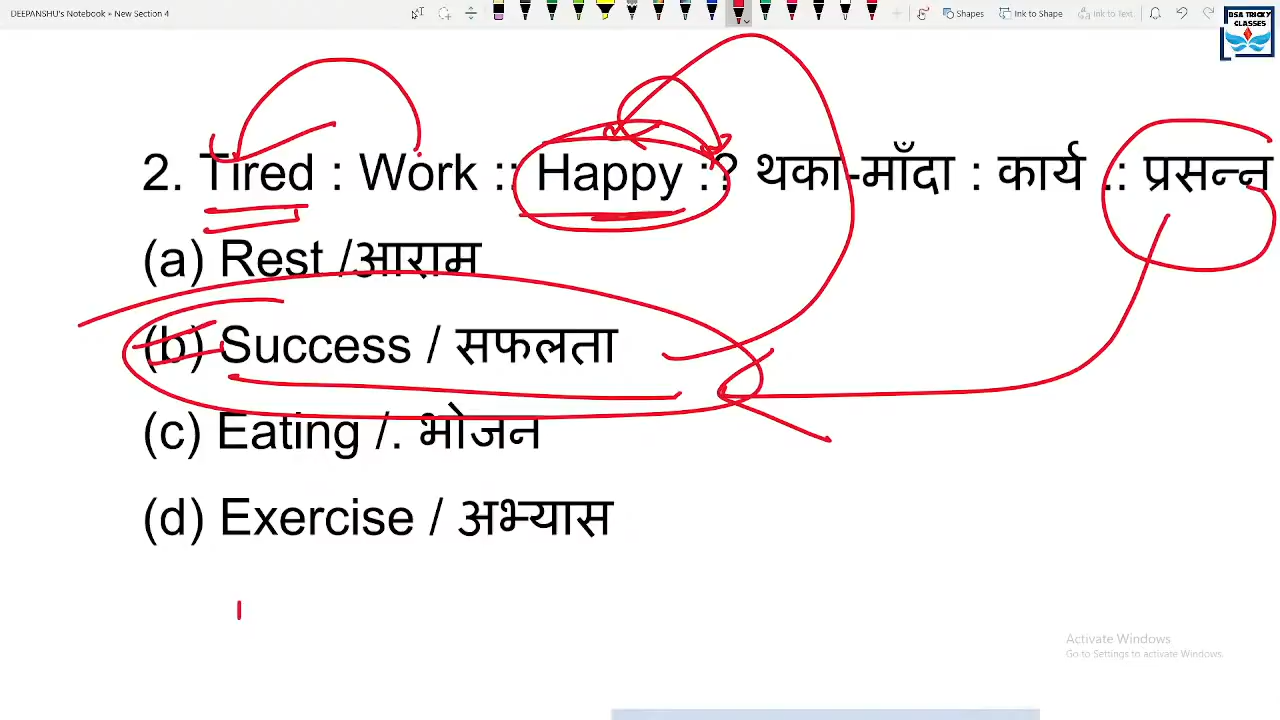 DEEPANSHU's Notebook » New Section 4
Shapes
Ink to Shape
Ink to Text
BSA TRICKY
CLASSES
2. Tired : Work :: Happy :? थका-माँदा : कार्य :: प्रसन्न
(a) Rest /आराम
(b) Success / सफलता
(c) Eating /. भोजन
(d) Exercise / अभ्यास
Activate Windows
Go to Settings to activate Windows.